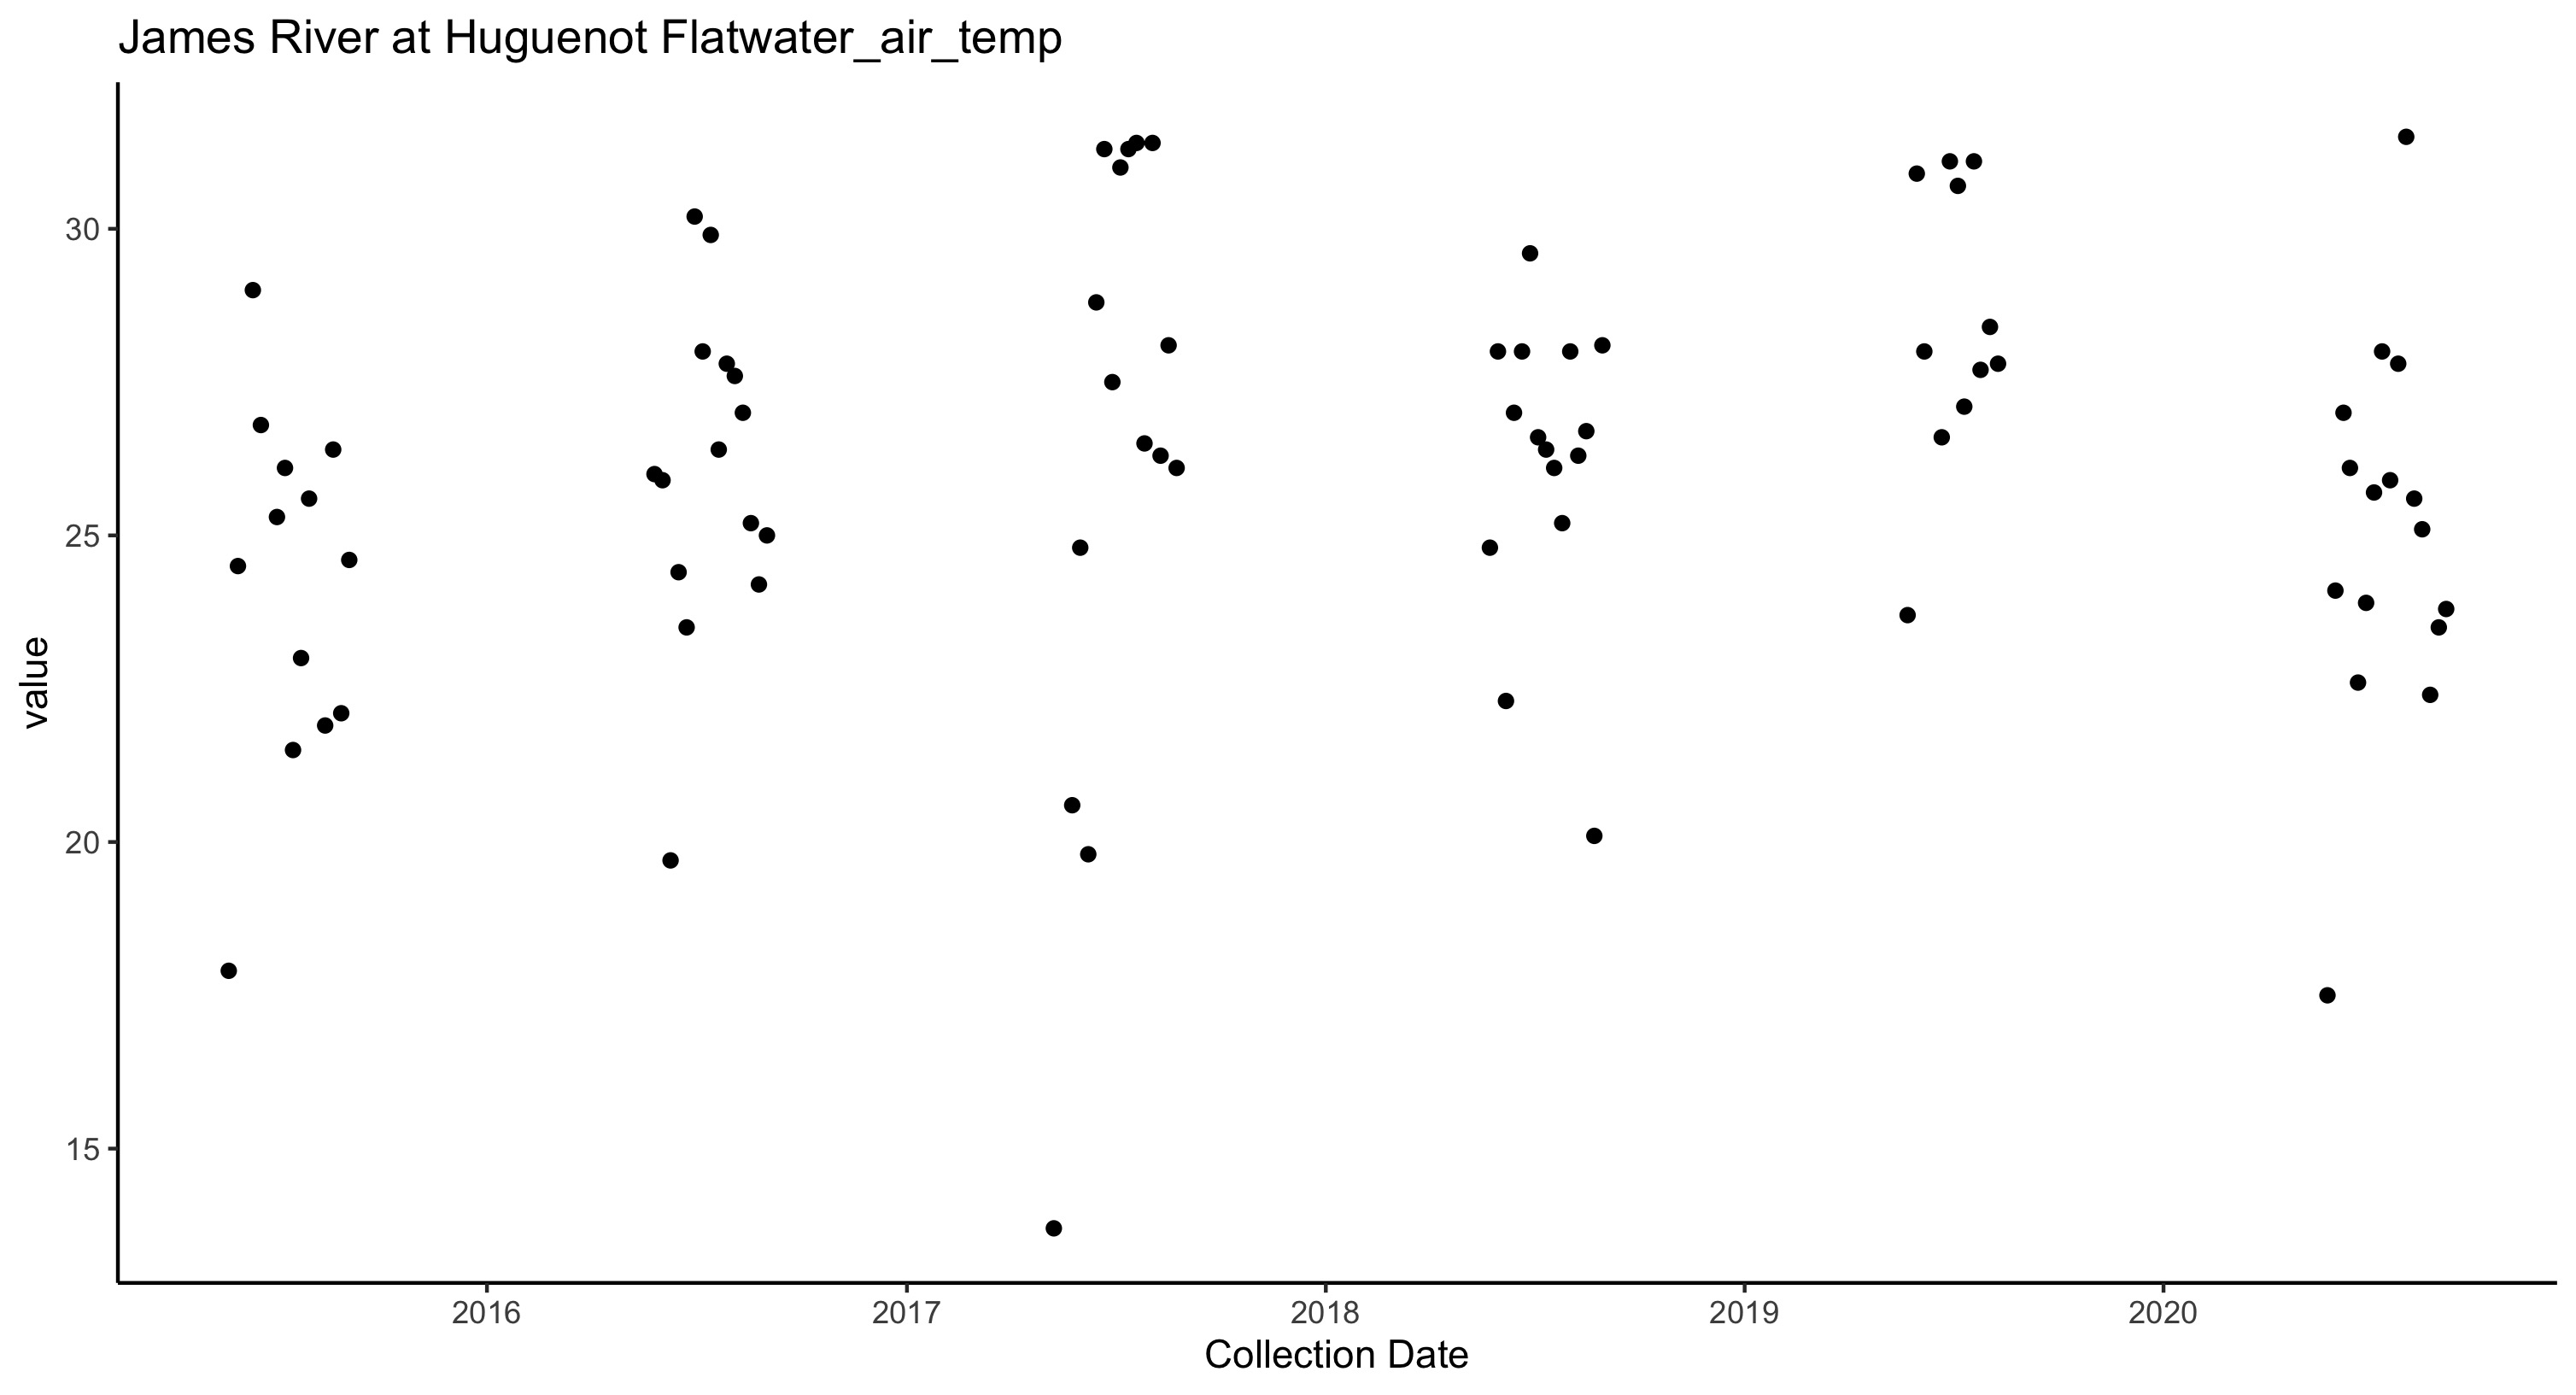 James River at Huguenot Flatwater_air_temp
30
25
20
15
value
2016 2017 2018 2019 2020
Collection Date